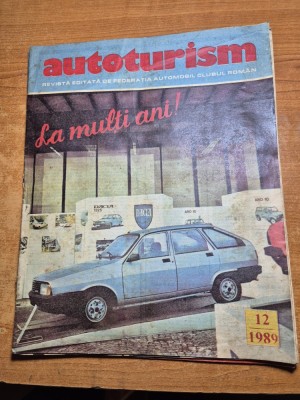 autoturism
REVISTĂ EDITATĂ DE FEDERAȚIA AUTOMOBIL CLUBUL ROMÂN
La mulți ani!
DACIA
12
1989